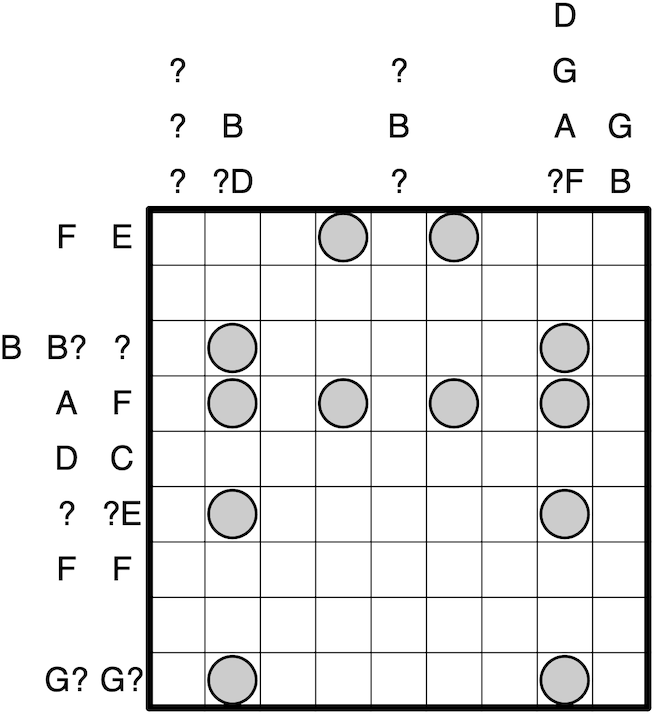 D
? ? G
? B B A G
? ?D ? ?F B
F E
B B? ?
A F
D C
? ?E
F F
G? G?